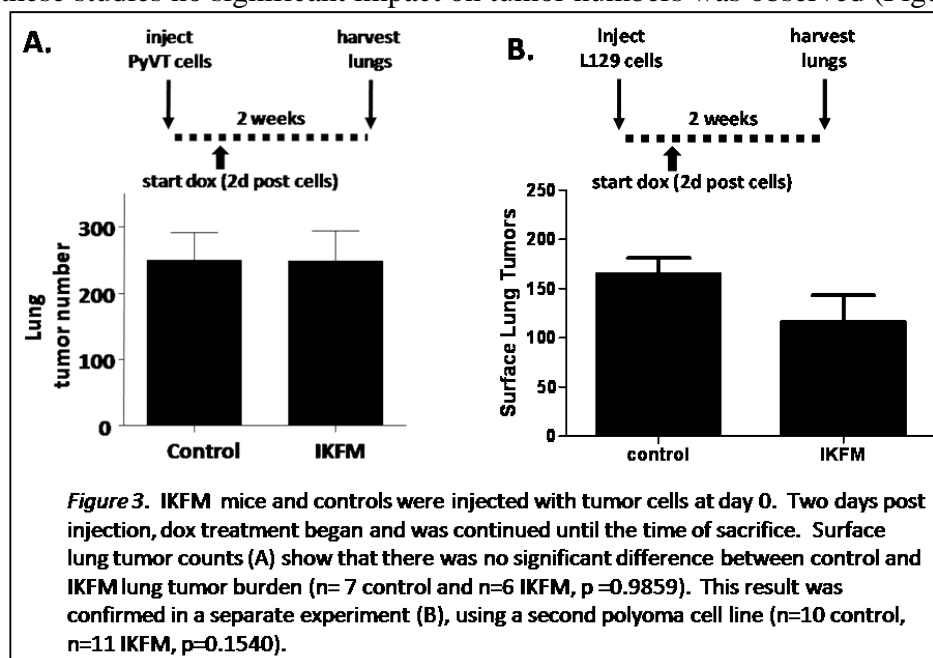 these studies no significant impact on tumor numbers was observed (Figu
A.
inject
PyVT cells
harvest
lungs
2 weeks
start dox (2d post cells)
Lung
tumor number
300
200
100
0
Control
IKFM
B.
Inject
L129 cells
harvest
lungs
2 weeks
start dox (2d post cells)
Surface Lung Tumors
250
200
150
100
50
0
control
IKFM
Figure 3. IKFM mice and controls were injected with tumor cells at day 0. Two days post
injection, dox treatment began and was continued until the time of sacrifice. Surface
lung tumor counts (A) show that there was no significant difference between control and
IKFM lung tumor burden (n= 7 control and n=6 IKFM, p =0.9859). This result was
confirmed in a separate experiment (B), using a second polyoma cell line (n=10 control,
n=11 IKFM, p=0.1540).